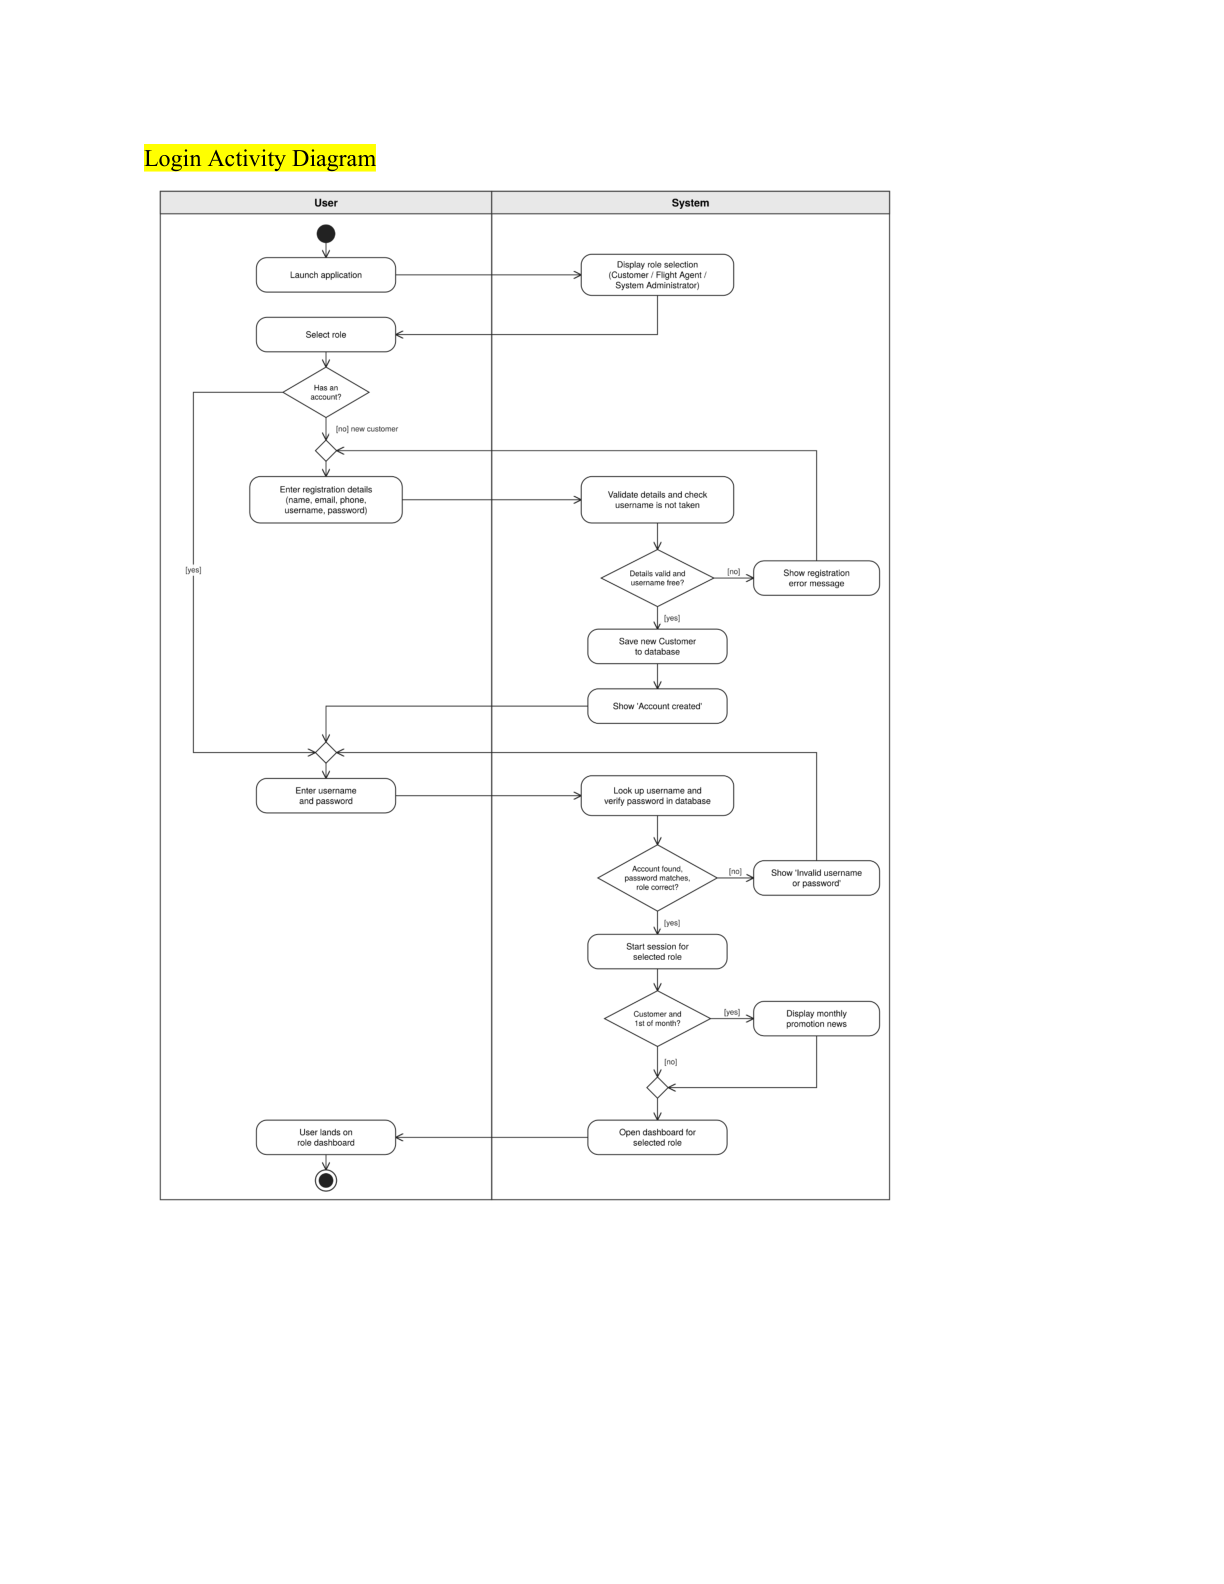 Login Activity Diagram
User
System
Launch application
Display role selection
(Customer / Flight Agent /
System Administrator)
Select role
Has an
account?
[no] new customer
Enter registration details
(name, email, phone,
username, password)
Validate details and check
username is not taken
[yes]
Details valid and
username free?
[no]
Show registration
error message
[yes]
Save new Customer
to database
Show 'Account created'
Enter username
and password
Look up username and
verify password in database
Account found,
password matches,
role correct?
[no]
Show 'Invalid username
or password'
[yes]
Start session for
selected role
Customer and
1st of month?
[yes]
Display monthly
promotion news
[no]
User lands on
role dashboard
Open dashboard for
selected role